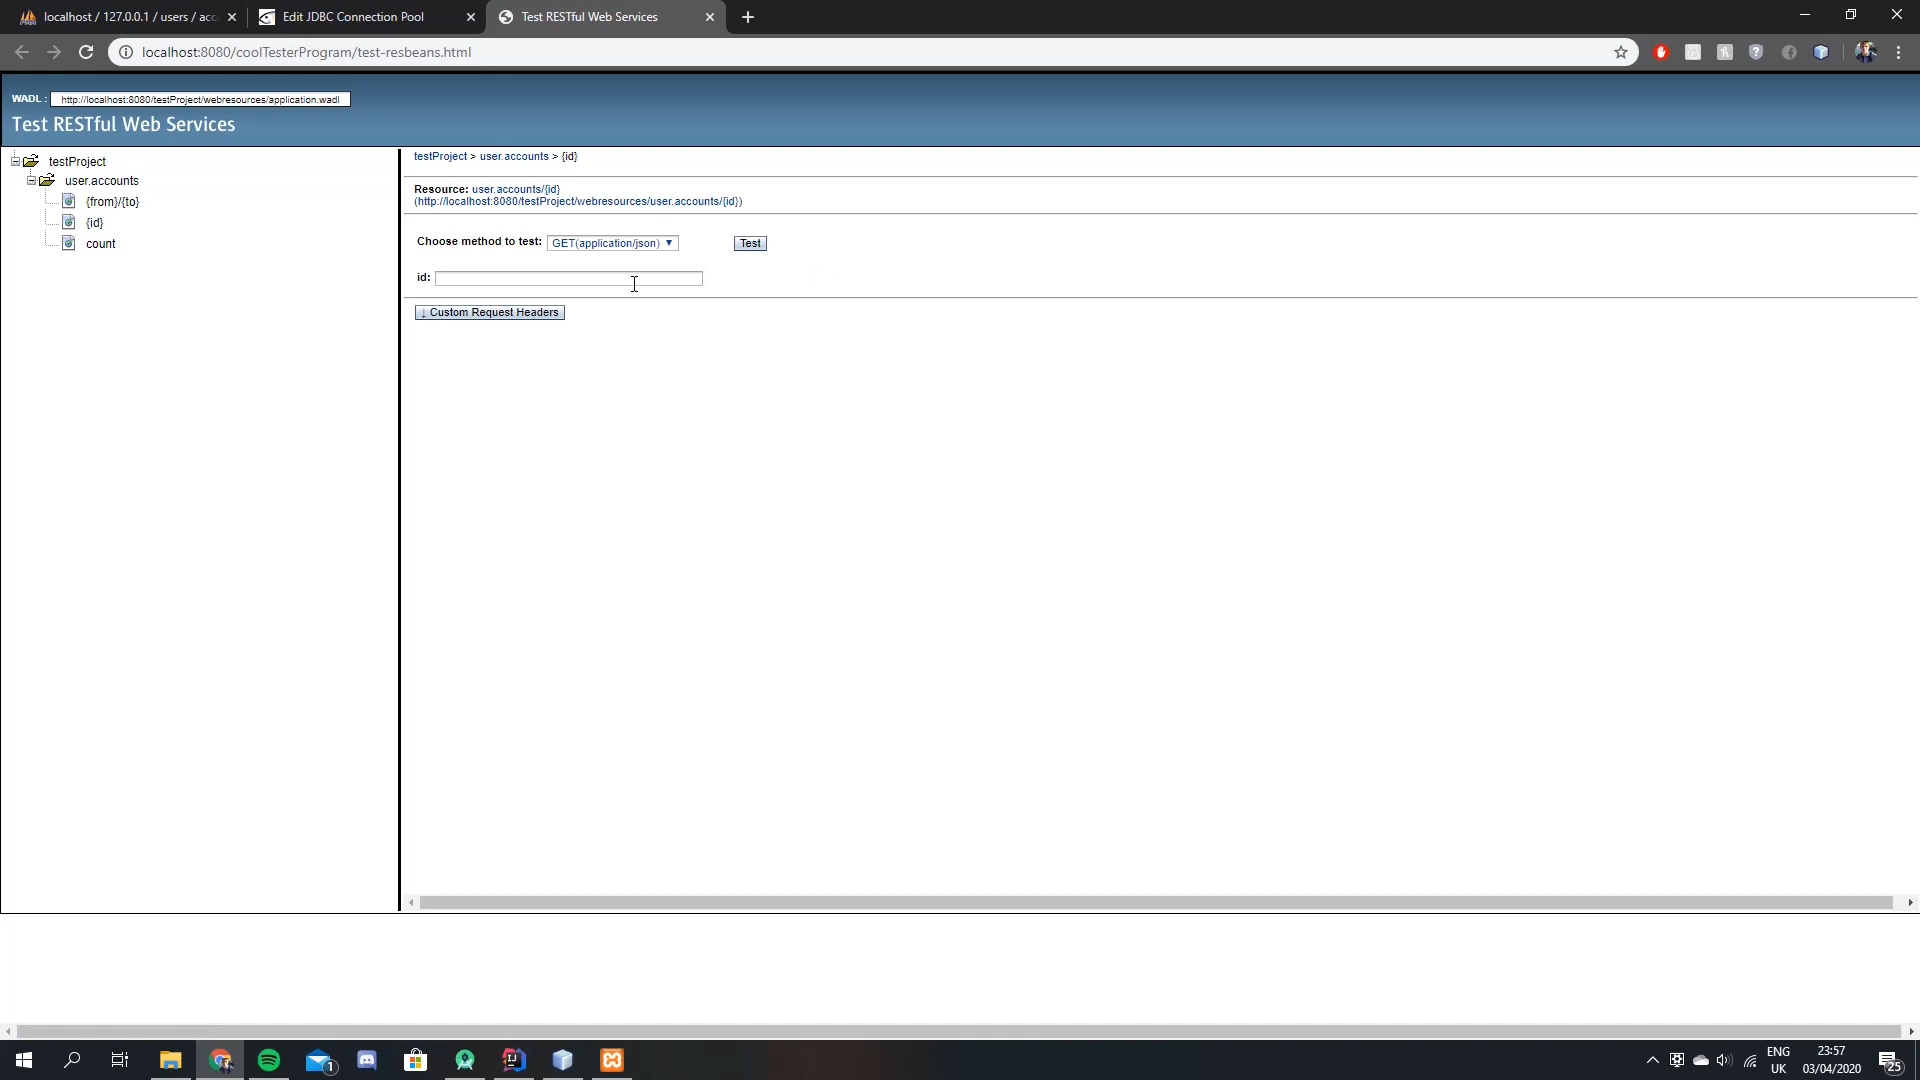 localhost / 127.0.0.1 / users / acc
Edit JDBC Connection Pool
Test RESTful Web Services
localhost:8080/coolTesterProgram/test-resbeans.html
WADL : http://localhost:8080/testProject/webresources/application.wadl
Test RESTful Web Services
testProject
user.accounts
{from}/{to}
{id}
count
testProject > user.accounts > {id}
Resource: user.accounts/{id}
(http://localhost:8080/testProject/webresources/user.accounts/{id})
Choose method to test: GET(application/json) Test
id:
↓ Custom Request Headers
1
ENG
UK
23:57
03/04/2020
25